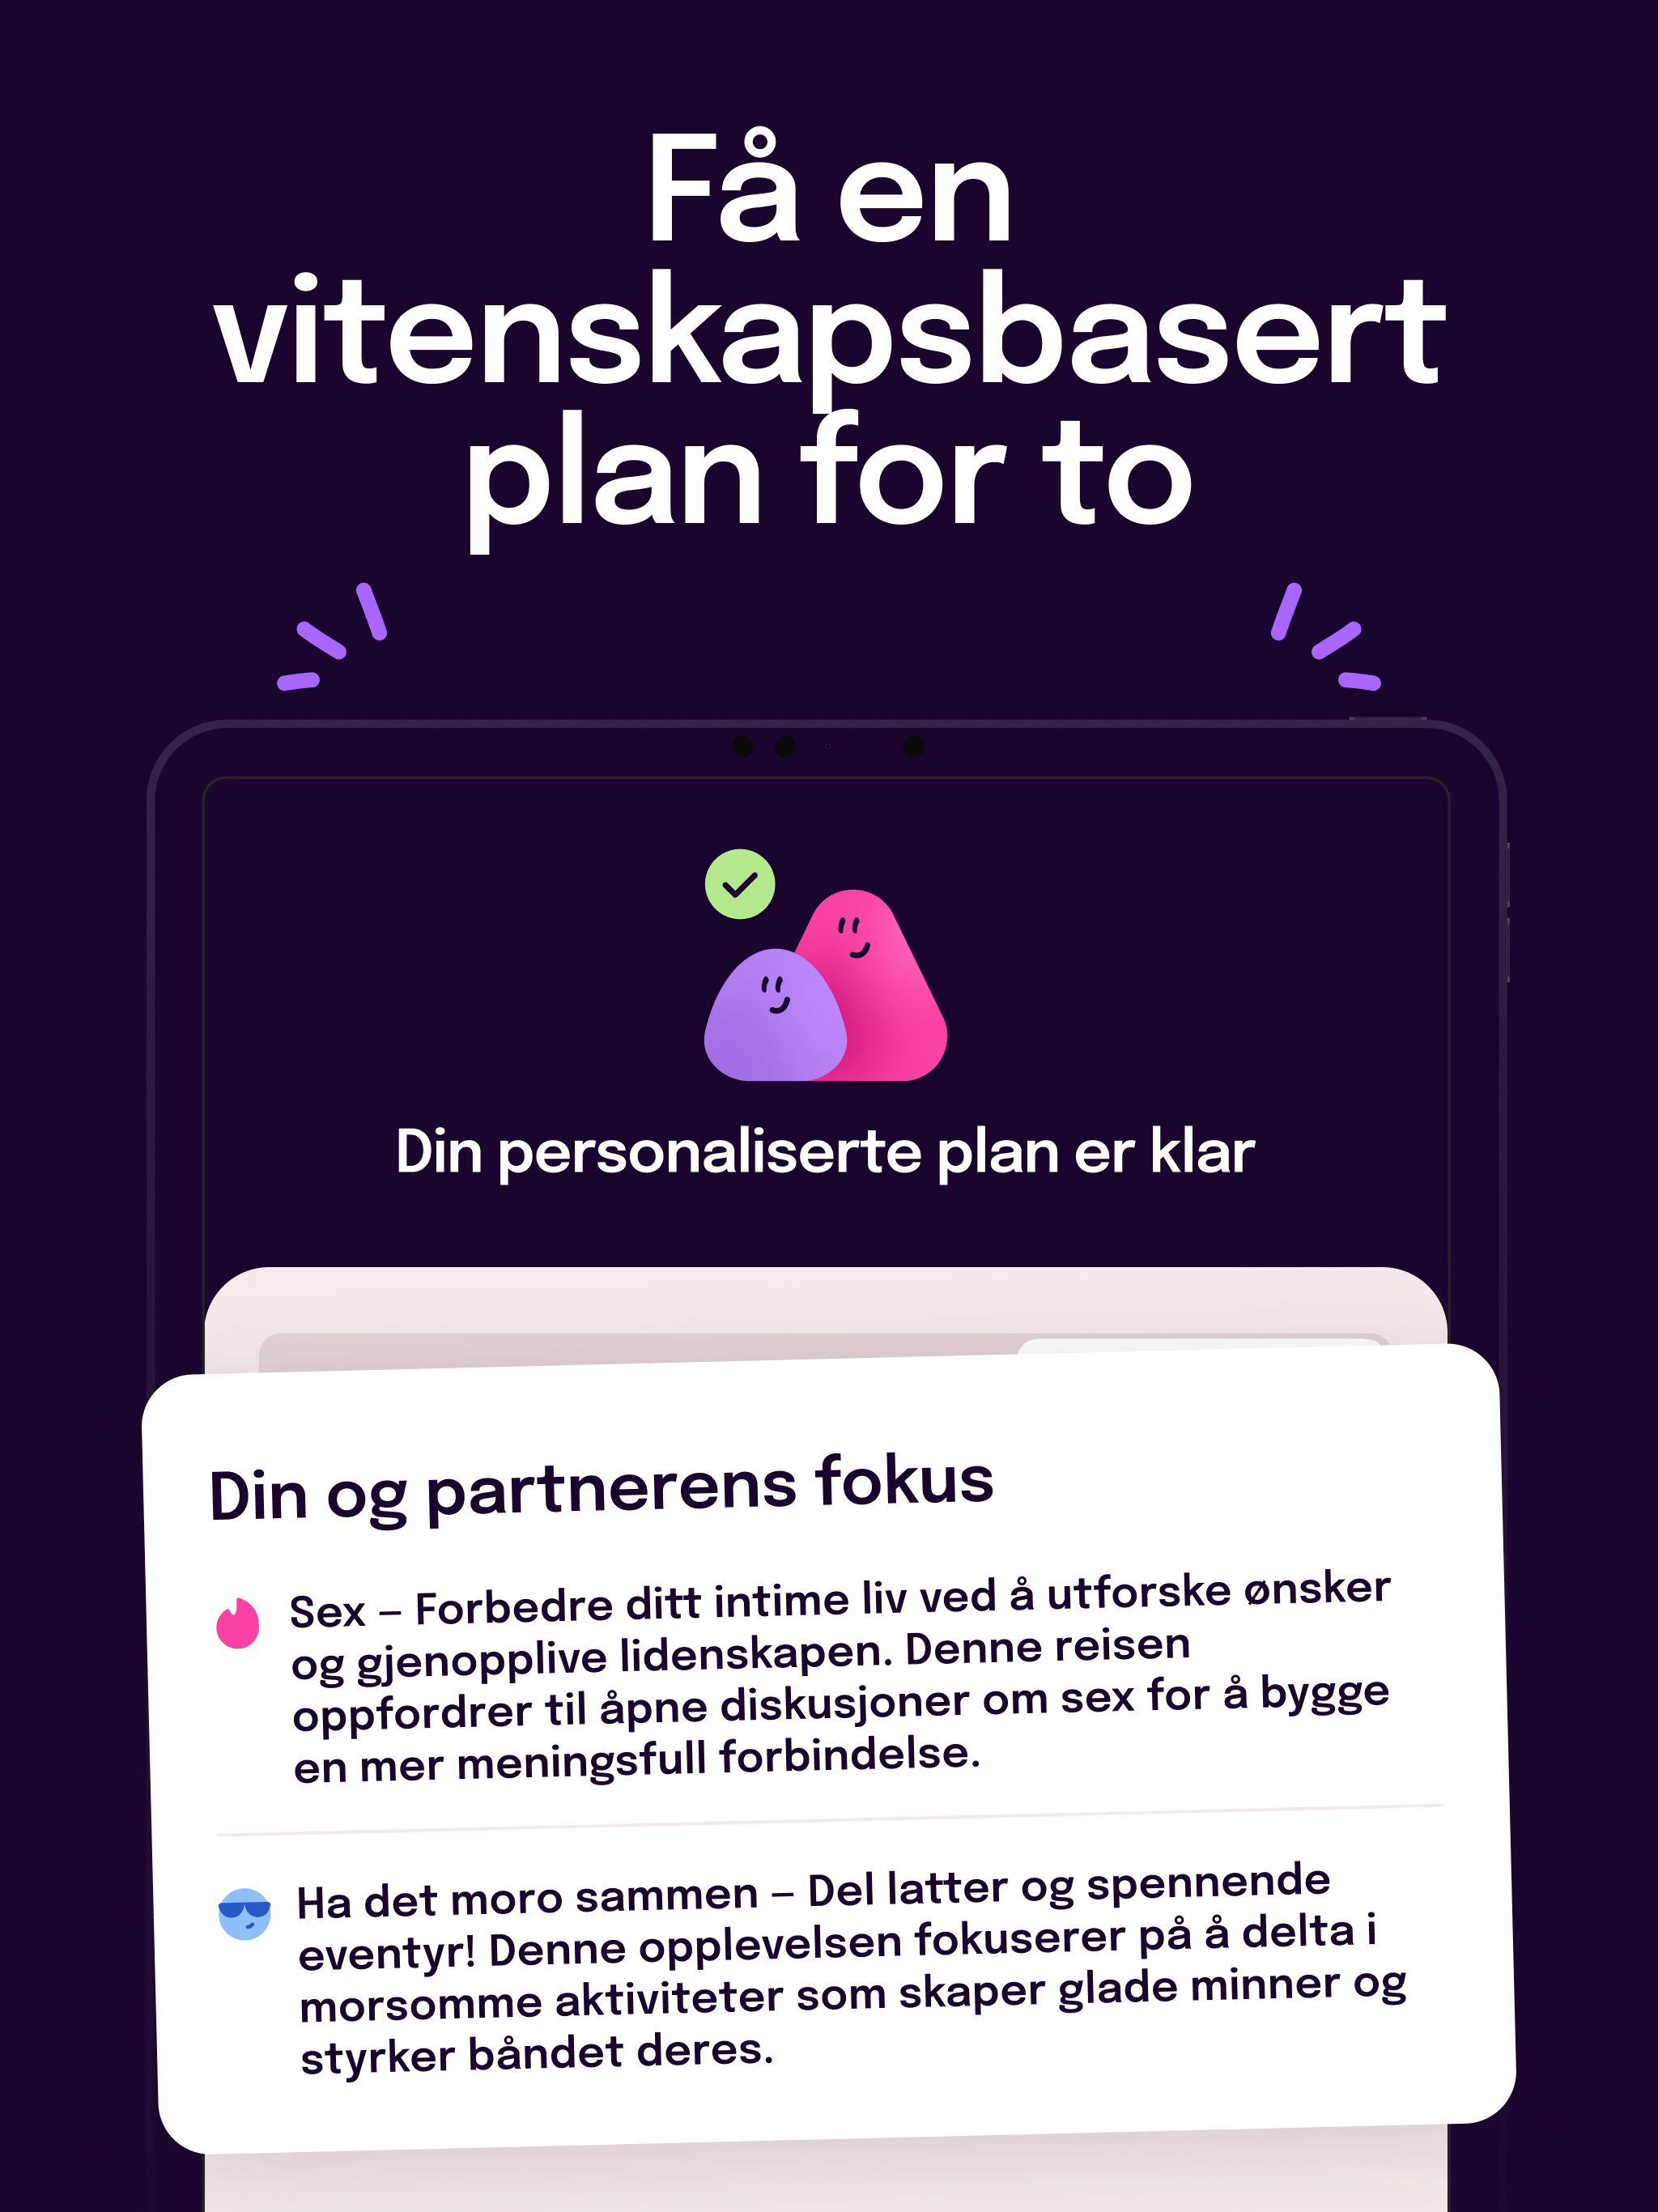 Få en
vitenskapsbasert
plan for to
Din personaliserte plan er klar
Din og partnerens fokus
Sex – Forbedre ditt intime liv ved å utforske ønsker
og gjenopplive lidenskapen. Denne reisen
oppfordrer til åpne diskusjoner om sex for å bygge
en mer meningsfull forbindelse.
Ha det moro sammen – Del latter og spennende
eventyr! Denne opplevelsen fokuserer på å delta i
morsomme aktiviteter som skaper glade minner og
styrker båndet deres.